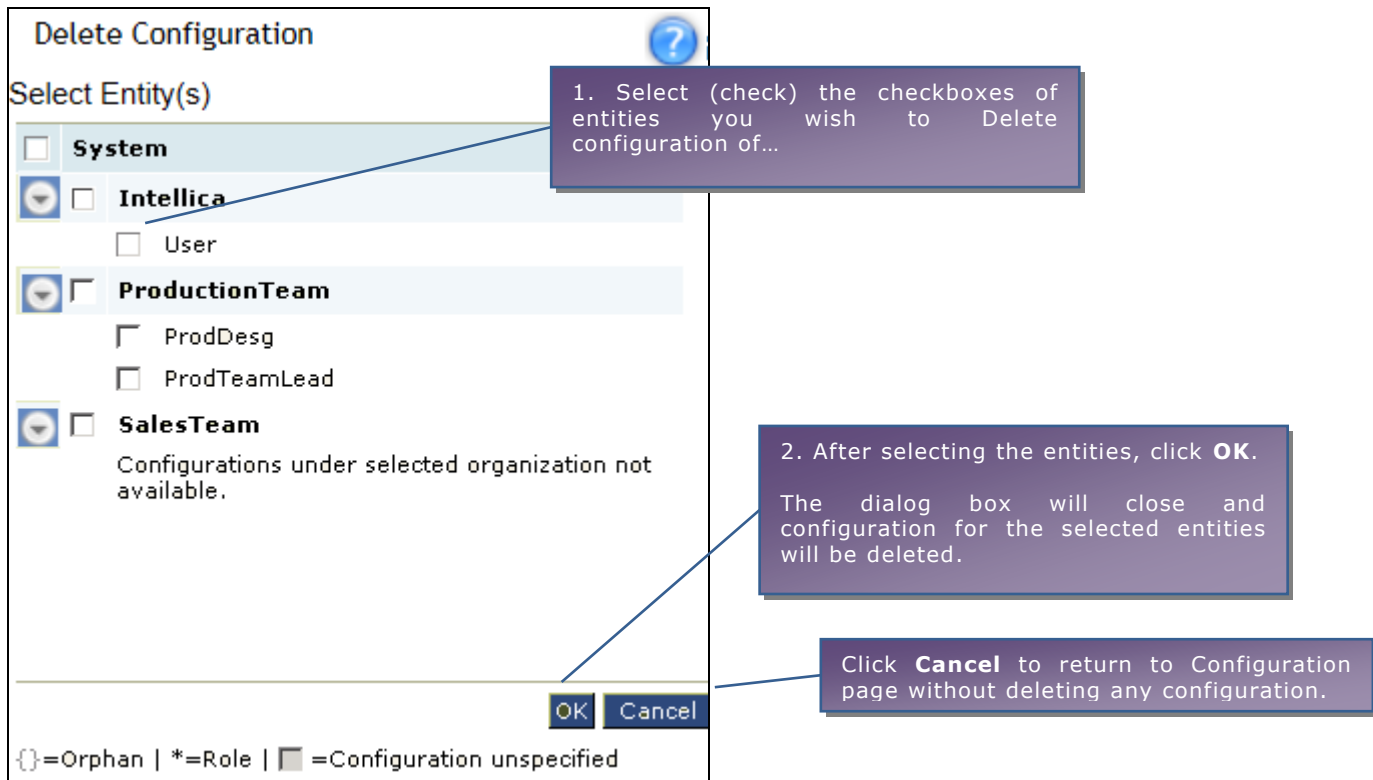 Delete Configuration
?
Select Entity(s)
System
Intellica
User
ProductionTeam
ProdDesg
ProdTeamLead
SalesTeam
Configurations under selected organization not
available.
OK Cancel
{}=Orphan | *=Role | =Configuration unspecified
1. Select (check) the checkboxes of
entities you wish to Delete
configuration of…
2. After selecting the entities, click OK.
The dialog box will close and
configuration for the selected entities
will be deleted.
Click Cancel to return to Configuration
page without deleting any configuration.